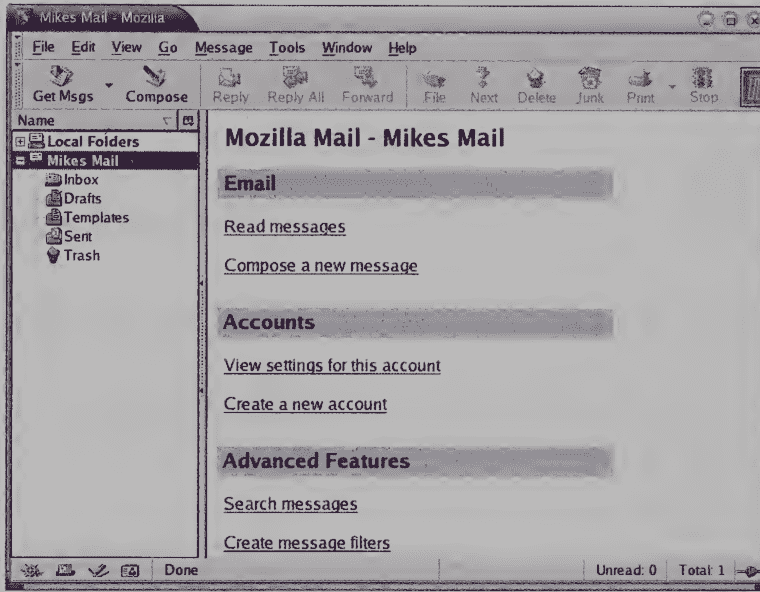 Mikes Mail - Mozilla
File Edit View Go Message Tools Window Help
Get Msgs Compose Reply Reply All Forward File Next Delete Junk Print Stop
Name
Local Folders
Mikes Mail
Inbox
Drafts
Templates
Sent
Trash
Mozilla Mail - Mikes Mail
Email
Read messages
Compose a new message
Accounts
View settings for this account
Create a new account
Advanced Features
Search messages
Create message filters
Done Unread: 0 Total: 1